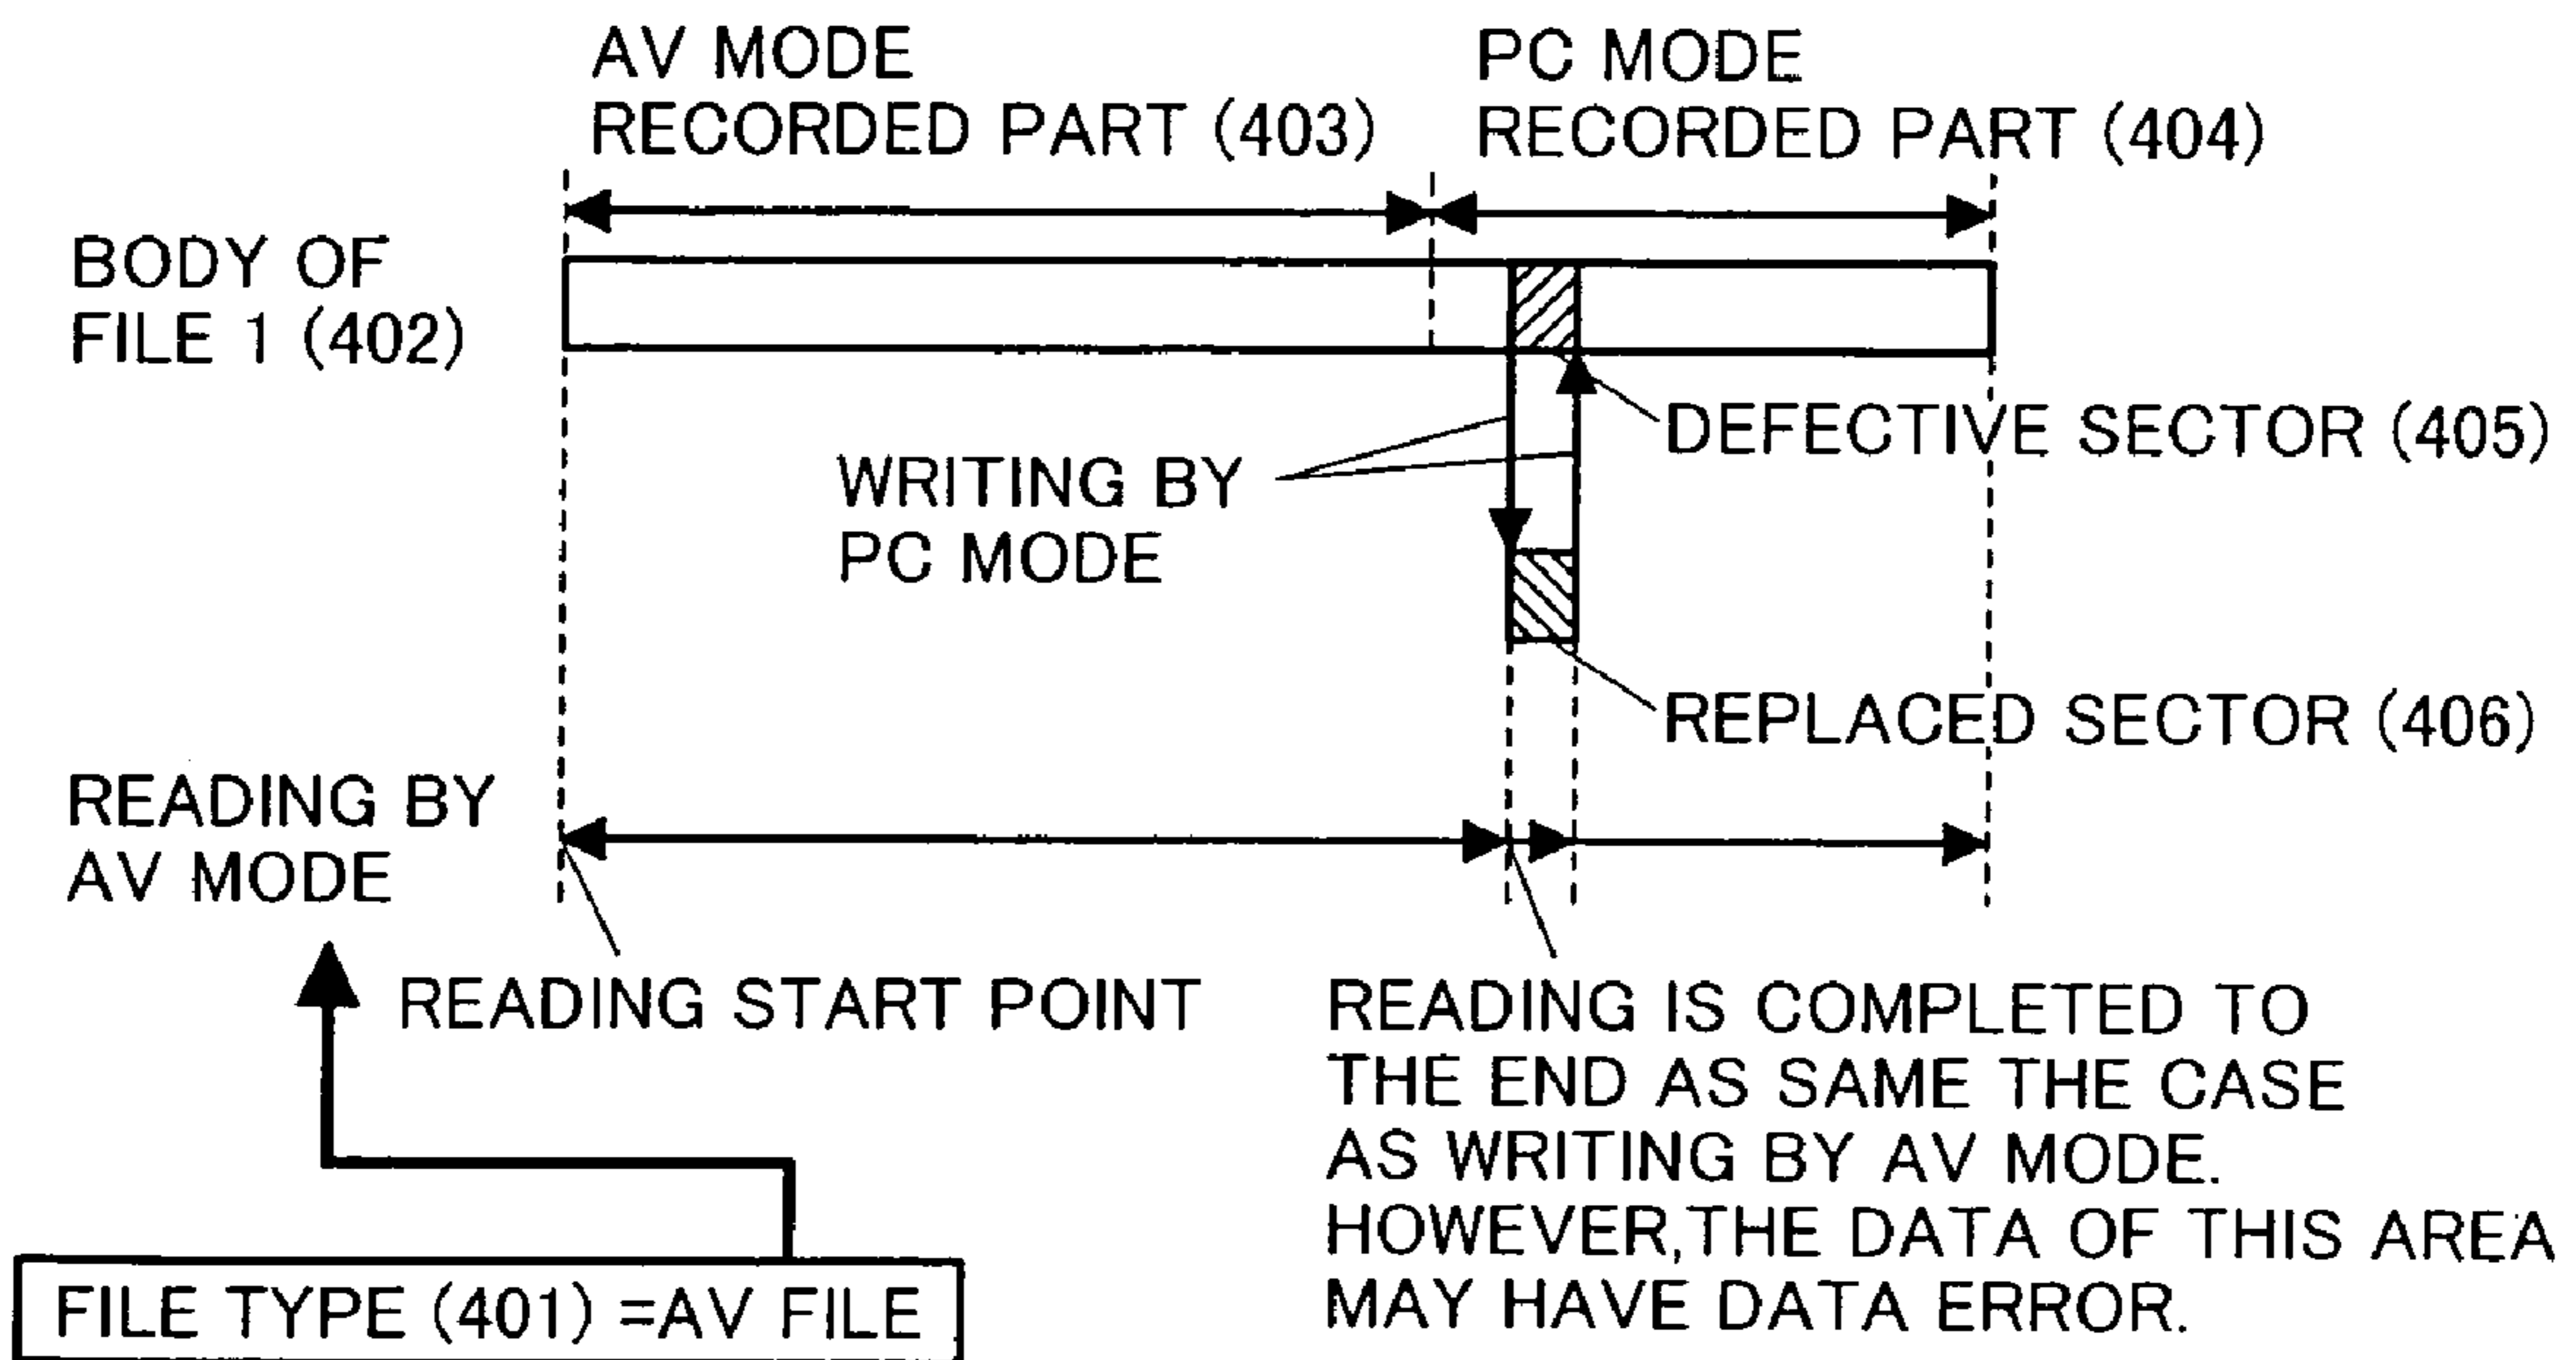 AV MODE
RECORDED PART (403)
PC MODE
RECORDED PART (404)
BODY OF
FILE 1 (402)
DEFECTIVE SECTOR (405)
WRITING BY
PC MODE
REPLACED SECTOR (406)
READING BY
AV MODE
READING START POINT
READING IS COMPLETED TO
THE END AS SAME THE CASE
AS WRITING BY AV MODE.
HOWEVER,THE DATA OF THIS AREA
MAY HAVE DATA ERROR.
FILE TYPE (401) =AV FILE